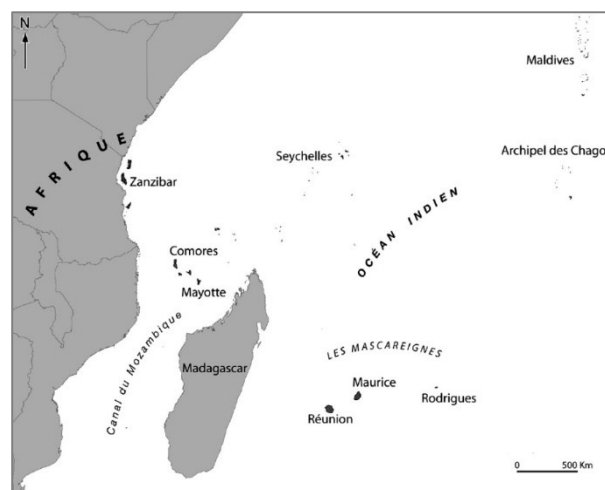 N
Maldives
AFRIQUE
Seychelles
Archipel des Chago
Zanzibar
OCÉAN INDIEN
Comores
Mayotte
Canal du Mozambique
LES MASCAREIGNES
Madagascar
Maurice
Rodrigues
Réunion
0 500 Km